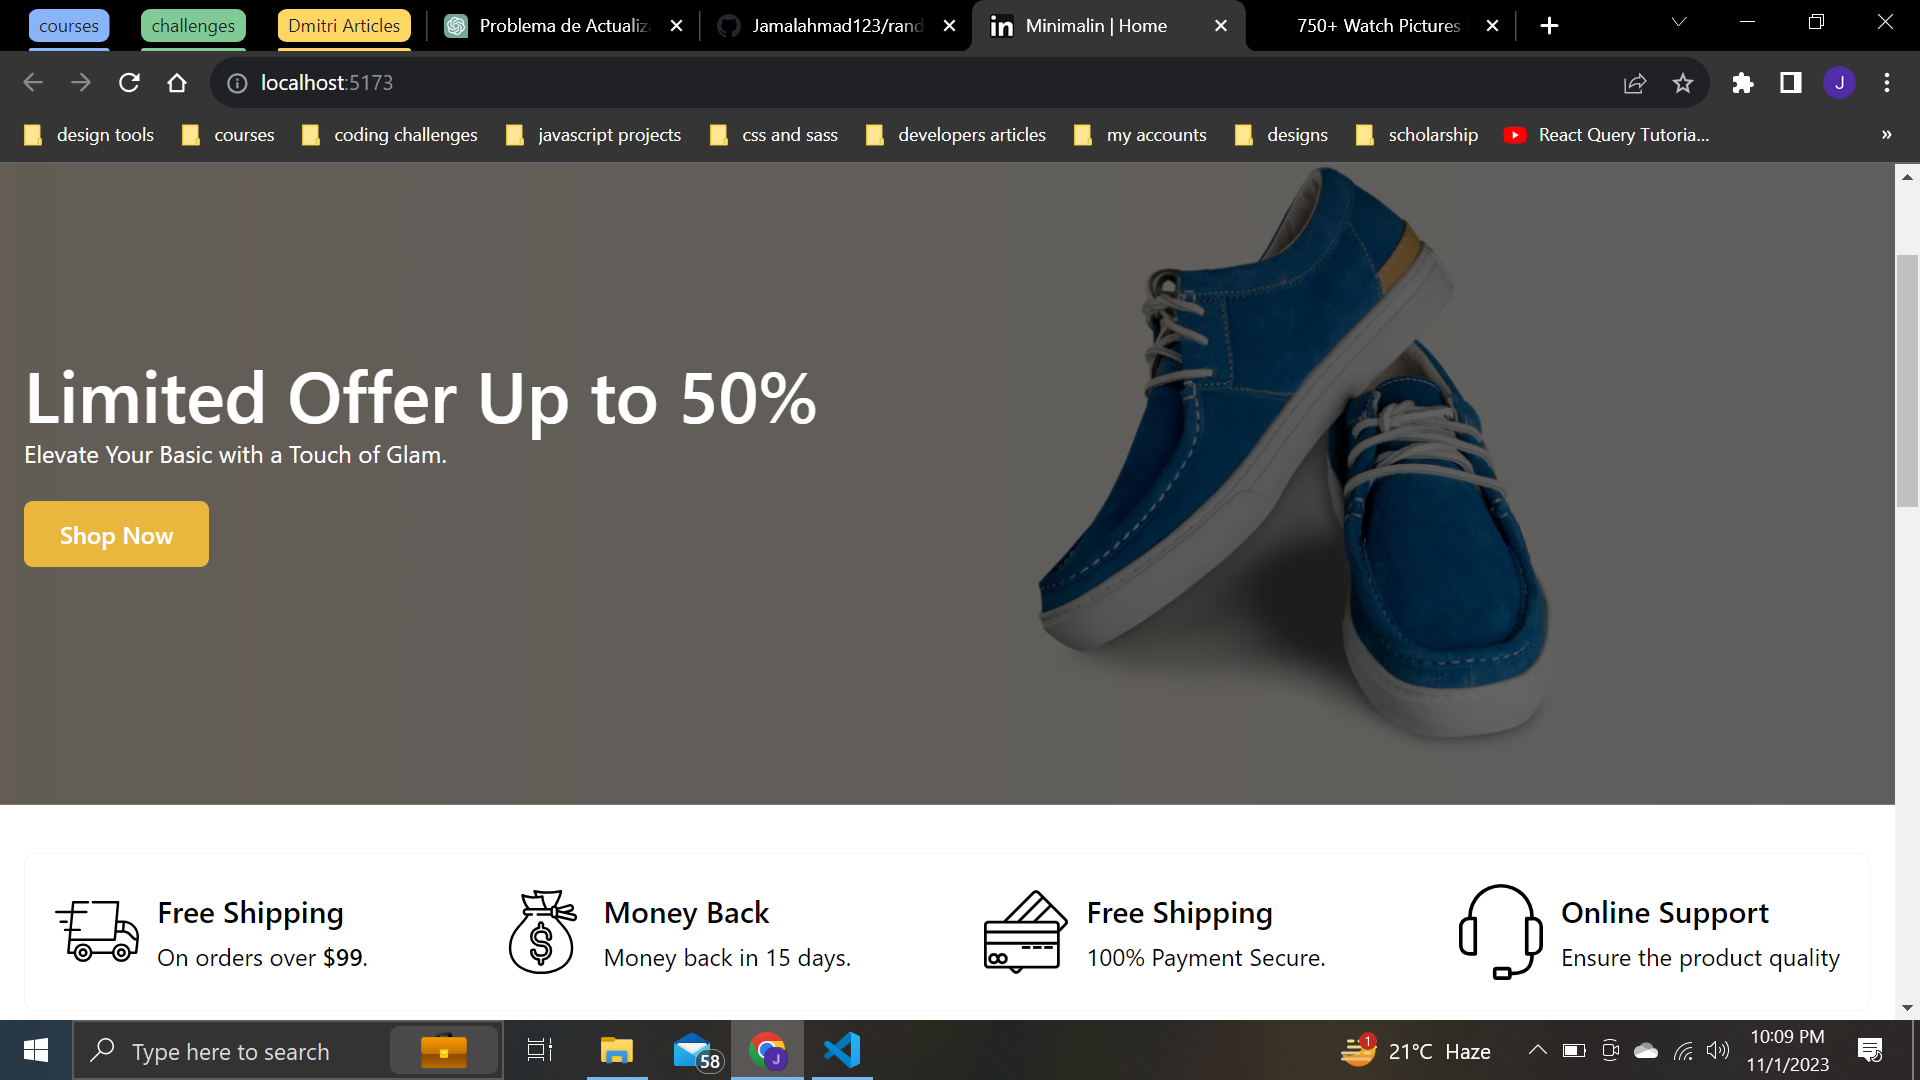 courses
challenges
Dmitri Articles
Problema de Actualiza
Jamalahmad123/rand
in
Minimalin | Home
750+ Watch Pictures
localhost:5173
J
design tools
courses
coding challenges
javascript projects
css and sass
developers articles
my accounts
designs
scholarship
React Query Tutoria...
»
Limited Offer Up to 50%
Elevate Your Basic with a Touch of Glam.
Shop Now
Free Shipping
On orders over $99.
$
Money Back
Money back in 15 days.
Free Shipping
100% Payment Secure.
Online Support
Ensure the product quality
Type here to search
58
J
1
21°C Haze
10:09 PM
11/1/2023